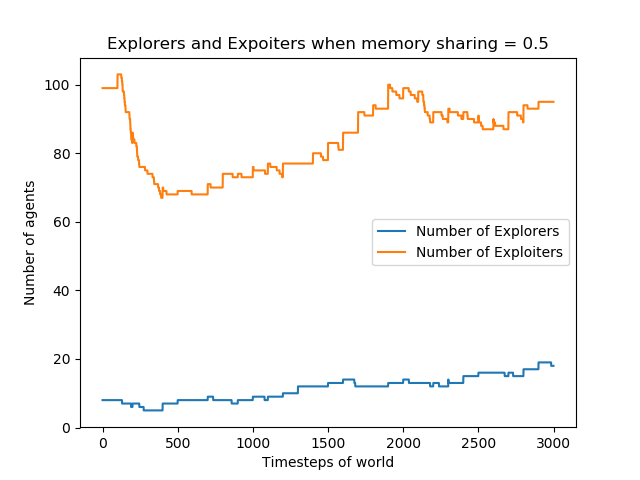 Explorers and Expoiters when memory sharing = 0.5
Number of agents
100
80
60
40
20
0
Number of Explorers
Number of Exploiters
0 500 1000 1500 2000 2500 3000
Timesteps of world